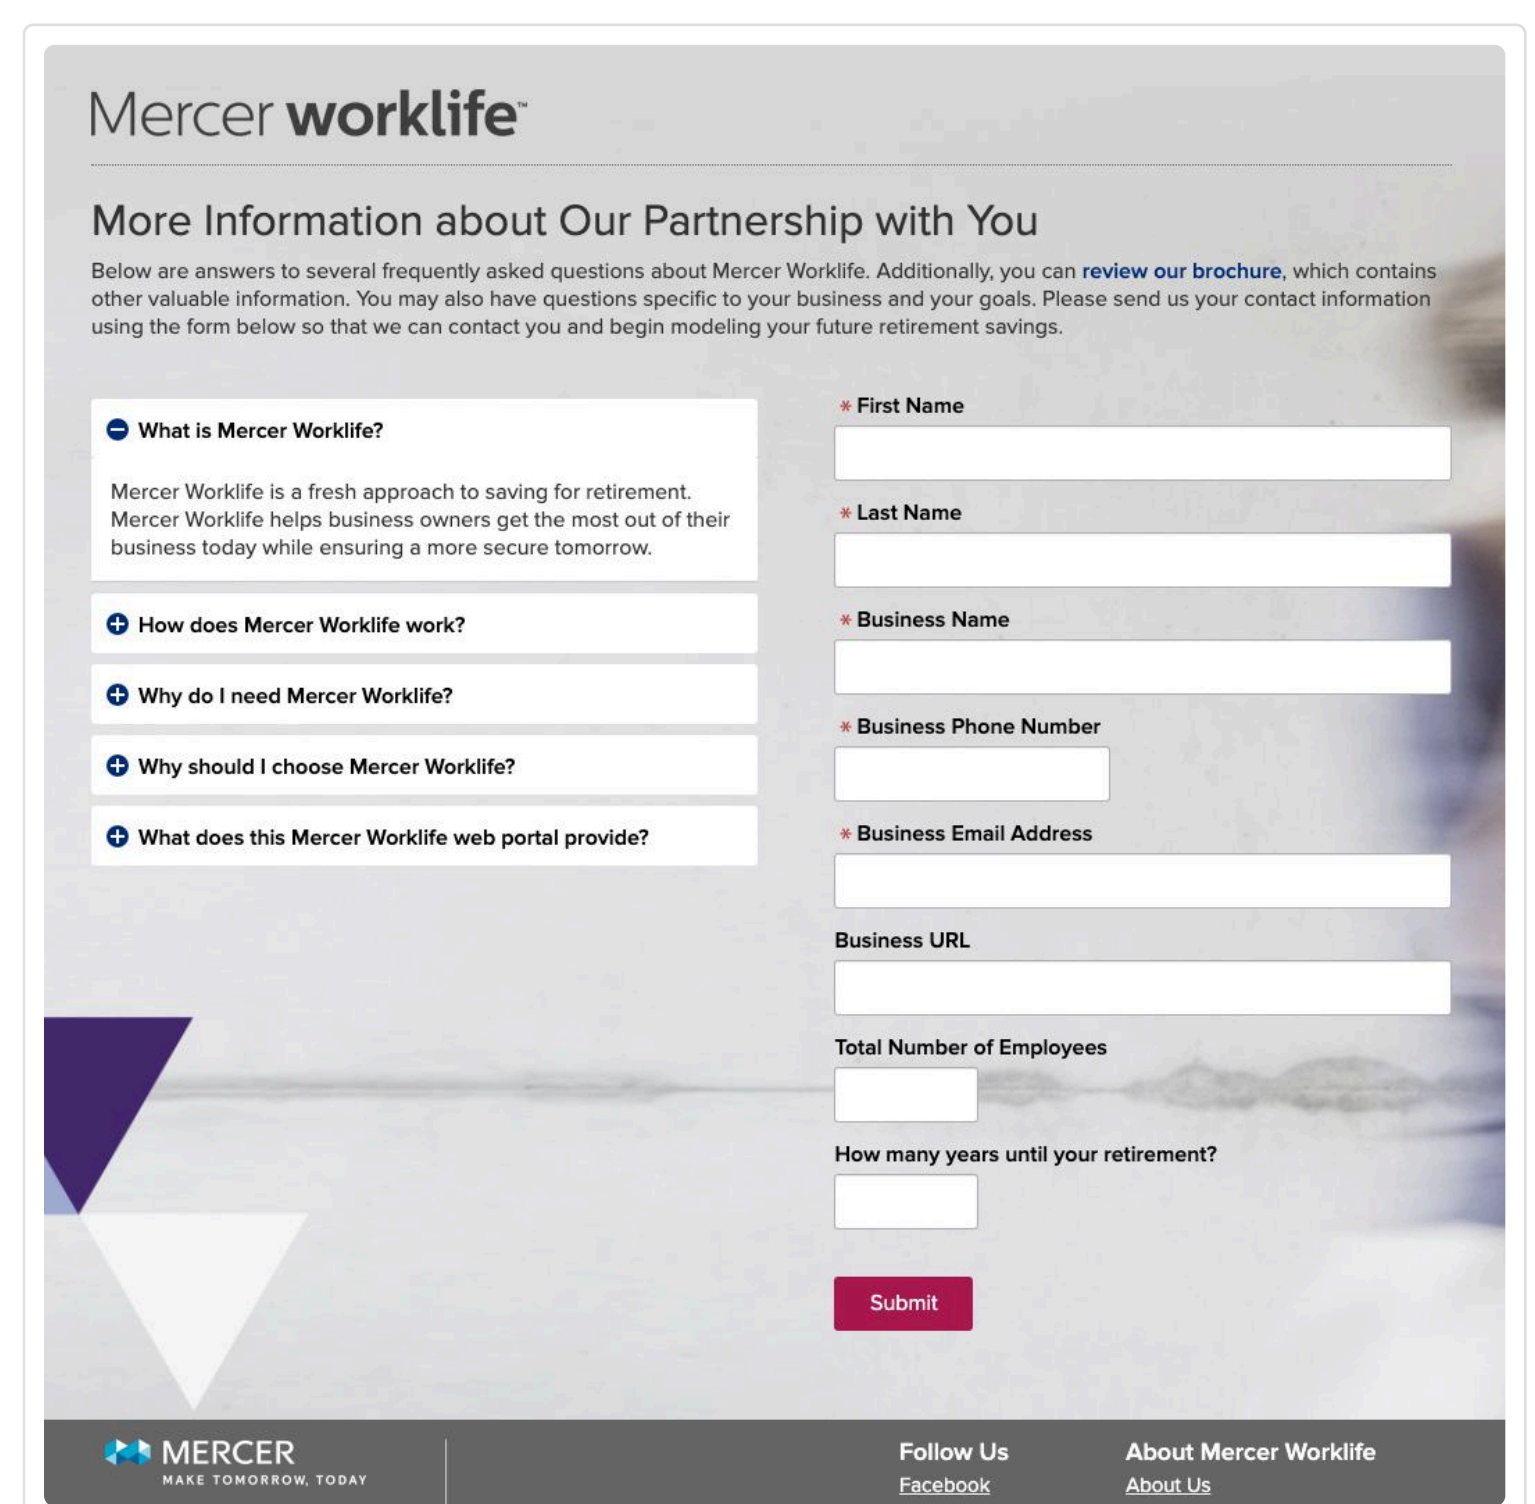 Mercer worklife™
More Information about Our Partnership with You
Below are answers to several frequently asked questions about Mercer Worklife. Additionally, you can review our brochure, which contains
other valuable information. You may also have questions specific to your business and your goals. Please send us your contact information
using the form below so that we can contact you and begin modeling your future retirement savings.
What is Mercer Worklife?
Mercer Worklife is a fresh approach to saving for retirement.
Mercer Worklife helps business owners get the most out of their
business today while ensuring a more secure tomorrow.
How does Mercer Worklife work?
Why do I need Mercer Worklife?
Why should I choose Mercer Worklife?
What does this Mercer Worklife web portal provide?
* First Name
* Last Name
* Business Name
* Business Phone Number
* Business Email Address
Business URL
Total Number of Employees
How many years until your retirement?
Submit
MERCER
MAKE TOMORROW, TODAY
Follow Us
Facebook
About Mercer Worklife
About Us